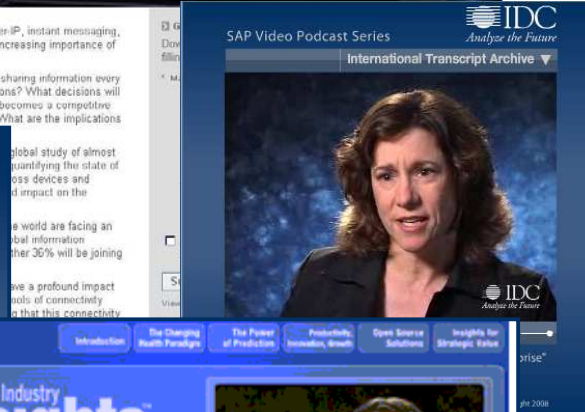 er-IP, instant messaging,
ncreasing importance of
sharing information every
ons? What decisions will
becomes a competitive
What are the implications
global study of almost
quantifying the state of
oss devices and
d impact on the
e world are facing an
obal information
ther 36% will be joining
ave a profound impact
ools of connectivity
g that this connectivity
SAP Video Podcast Series
IDC
Analyze the Future
International Transcript Archive
IDC
Analyze the Future
prise"
ght 2008
Introduction
The Changing
Health Paradigm
The Power
of Prediction
Productivity,
Innovation, Growth
Open Source
Solutions
Insights for
Strategic Value
Industry